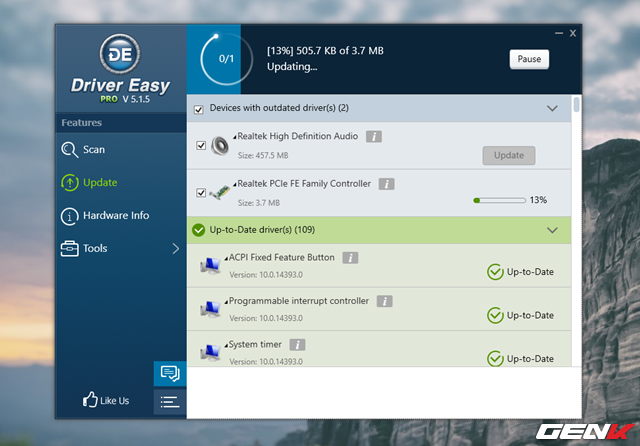 0/1
[13%] 505.7 KB of 3.7 MB
Updating...
Pause
DE
Driver Easy
PRO V 5.1.5
Features
Scan
Update
Hardware Info
Tools
Like Us
Devices with outdated driver(s) (2)
Realtek High Definition Audio
Size: 457.5 MB
Update
Realtek PCIe FE Family Controller
Size: 3.7 MB
13%
Up-to-Date driver(s) (109)
ACPI Fixed Feature Button
Version: 10.0.14393.0
Up-to-Date
Programmable interrupt controller
Version: 10.0.14393.0
Up-to-Date
System timer
Version: 10.0.14393.0
Up-to-Date
GENK